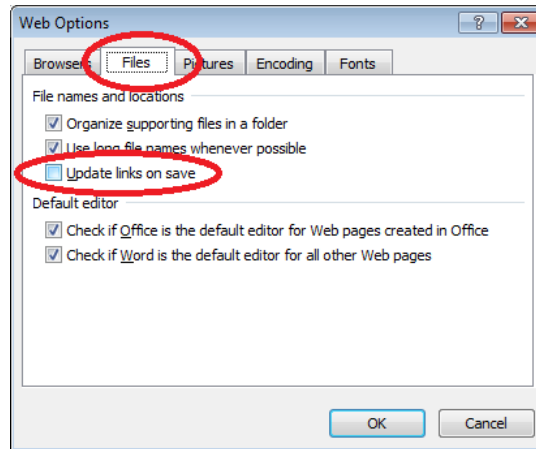 Web Options
Browsers Files Pictures Encoding Fonts
File names and locations
Organize supporting files in a folder
Use long file names whenever possible
Update links on save
Default editor
Check if Office is the default editor for Web pages created in Office
Check if Word is the default editor for all other Web pages
OK Cancel